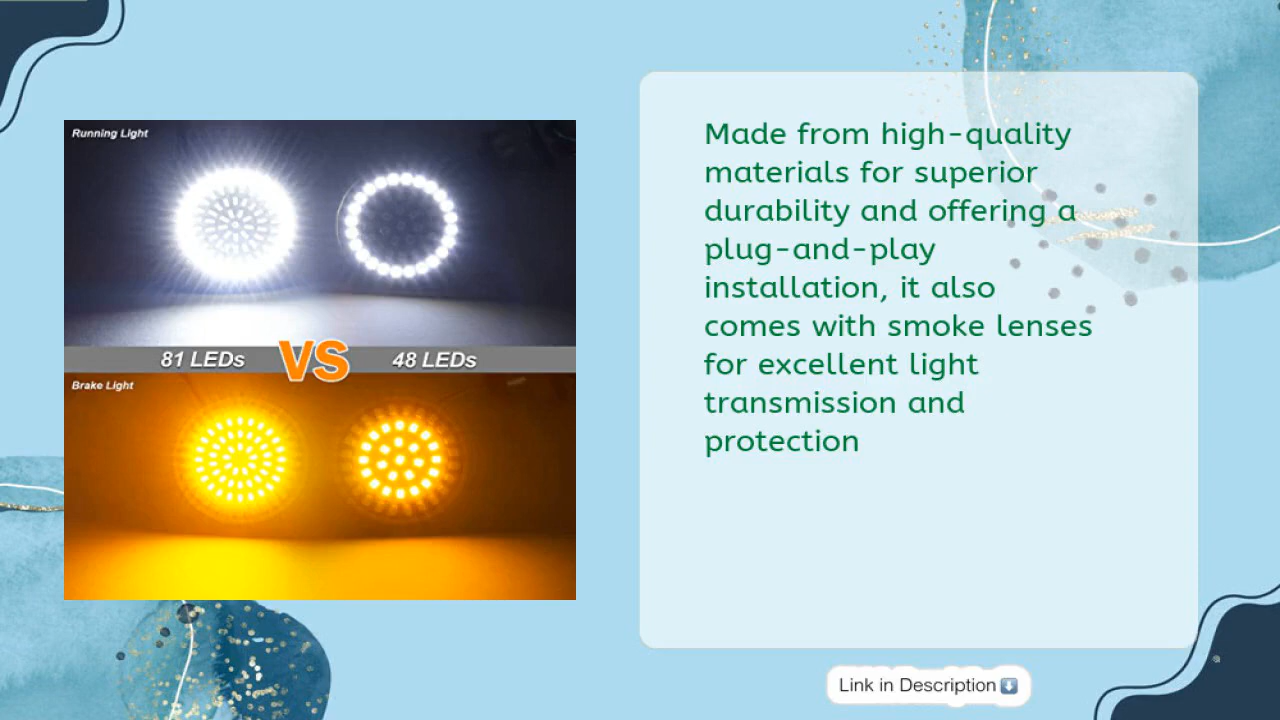 Running Light
81 LEDs VS 48 LEDs
Brake Light
Made from high-quality
materials for superior
durability and offering a
plug-and-play
installation, it also
comes with smoke lenses
for excellent light
transmission and
protection
Link in Description⬇️